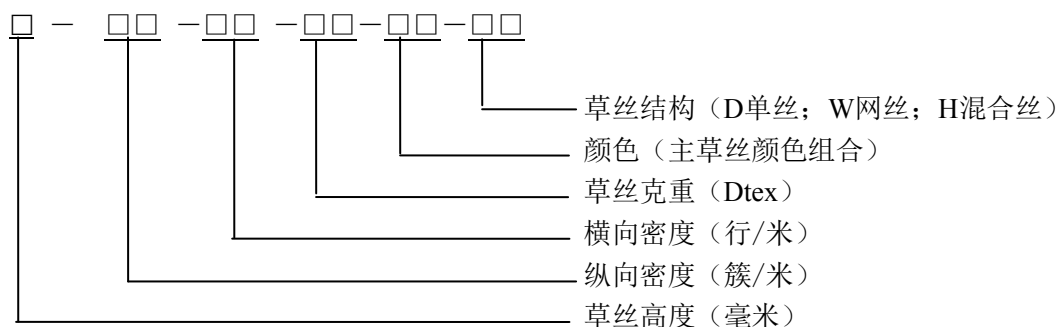 □－ □□－□□－□□－□□－□□
草丝结构（D单丝；W网丝；H混合丝）
颜色（主草丝颜色组合）
草丝克重（Dtex）
横向密度（行/米）
纵向密度（簇/米）
草丝高度（毫米）